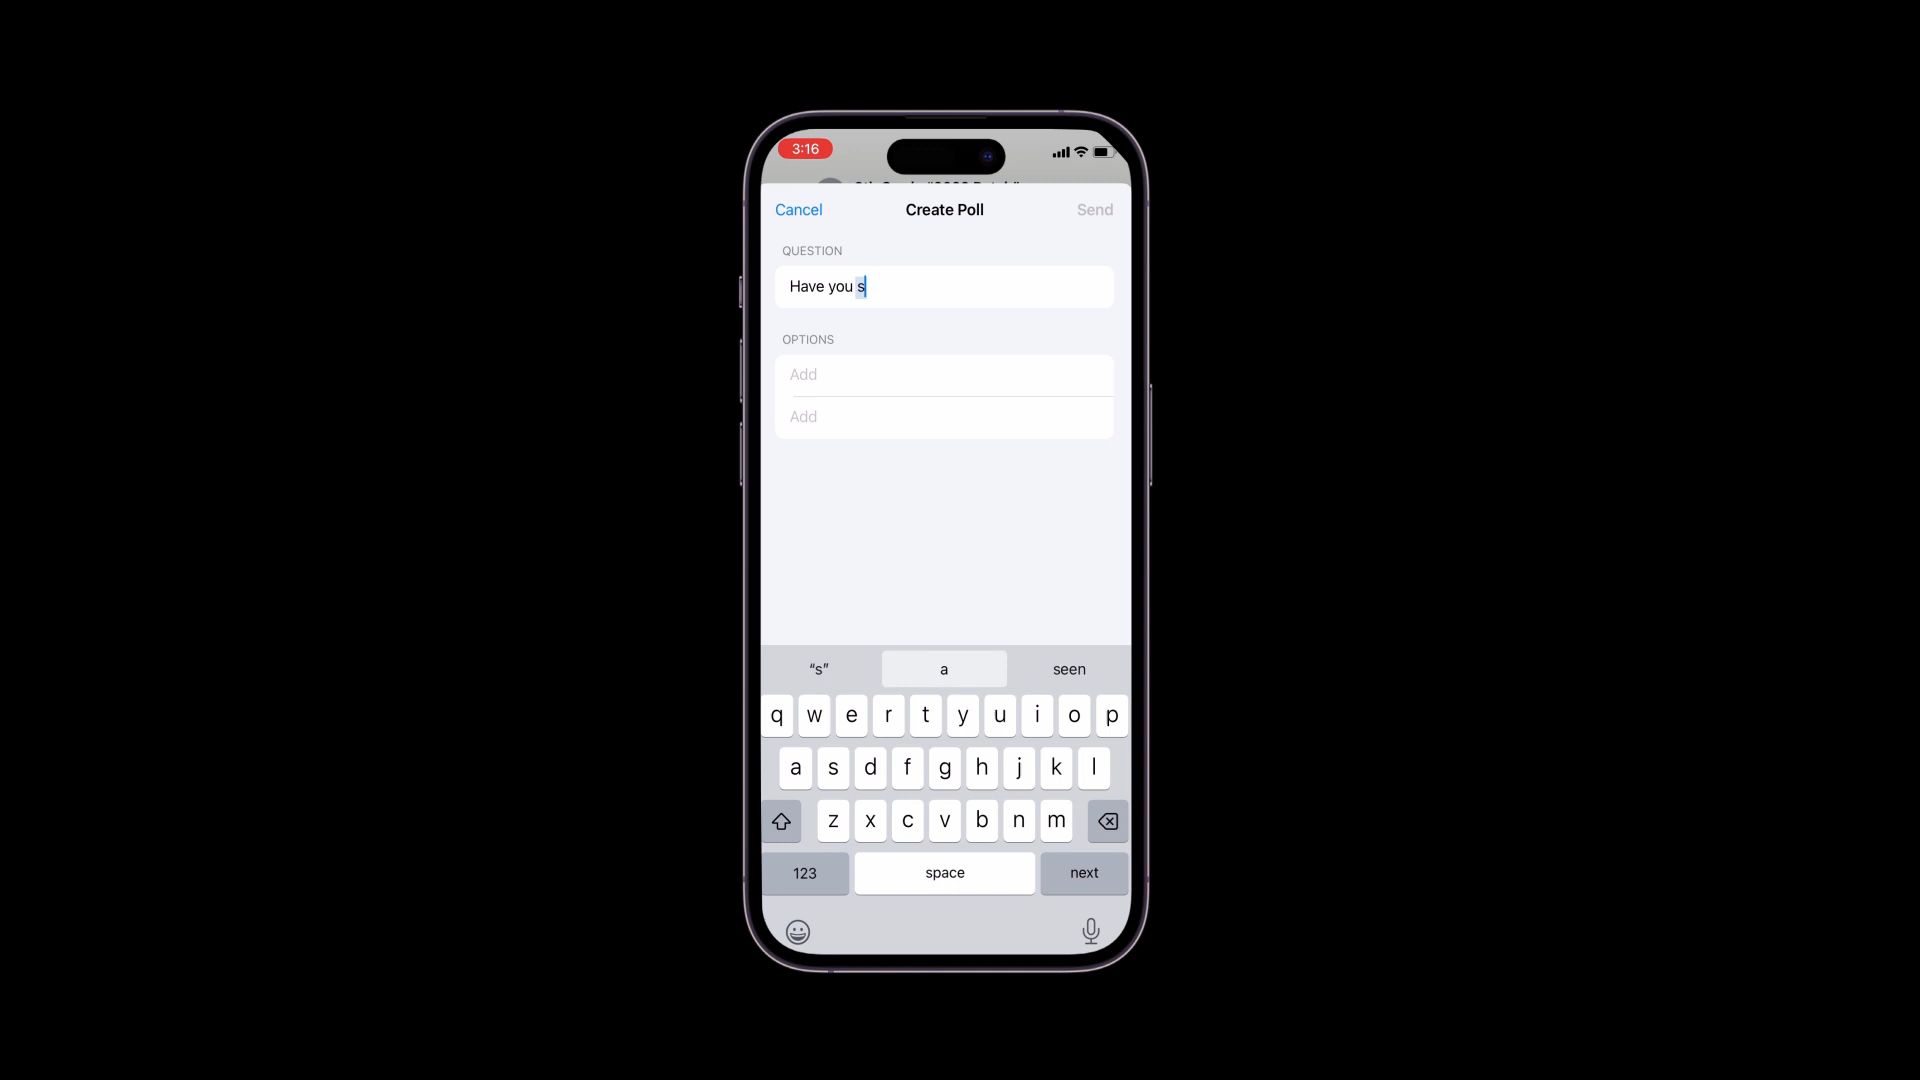 3:16
Cancel
Create Poll
Send
QUESTION
Have you s
OPTIONS
Add
Add
“s”
a
seen
q w e r t y u i o p
a s d f g h j k l
z x c v b n m
123
space
next